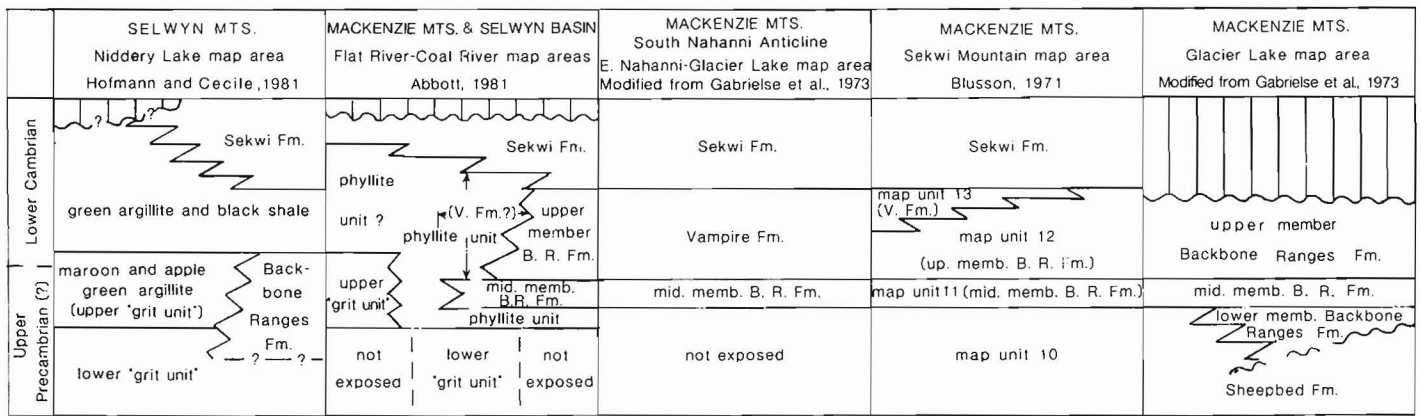 SELWYN MTS.
Niddery Lake map area
Hofmann and Cecile, 1981
MACKENZIE MTS. & SELWYN BASIN
Flat River-Coal River map areas
Abbott, 1981
MACKENZIE MTS.
South Nahanni Anticline
E. Nahanni-Glacier Lake map area
Modified from Gabrielse et al., 1973
MACKENZIE MTS.
Sekwi Mountain map area
Blusson, 1971
MACKENZIE MTS.
Glacier Lake map area
Modified from Gabrielse et al., 1973
Lower Cambrian
Upper
Precambrian (?)
?
?
Sekwi Fm.
green argillite and black shale
maroon and apple
green argillite
(upper "grit unit")
Back-
bone
Ranges
Fm.
? — ?
lower "grit unit"
Sekwi Fm.
phyllite
unit ?
(V. Fm.?)
phyllite unit
upper
member
B. R. Fm.
upper
"grit unit"
mid. memb.
B.R. Fm.
phyllite unit
not
exposed
lower
"grit unit"
not
exposed
Sekwi Fm.
Vampire Fm.
mid. memb. B. R. Fm.
not exposed
Sekwi Fm.
map unit 13
(V. Fm.)
map unit 12
(up. memb. B. R. Fm.)
map unit 11 (mid. memb. B. R. Fm.)
map unit 10
upper member
Backbone Ranges Fm.
mid. memb. B. R. Fm.
lower memb. Backbone
Ranges Fm.
?
Sheepbed Fm.